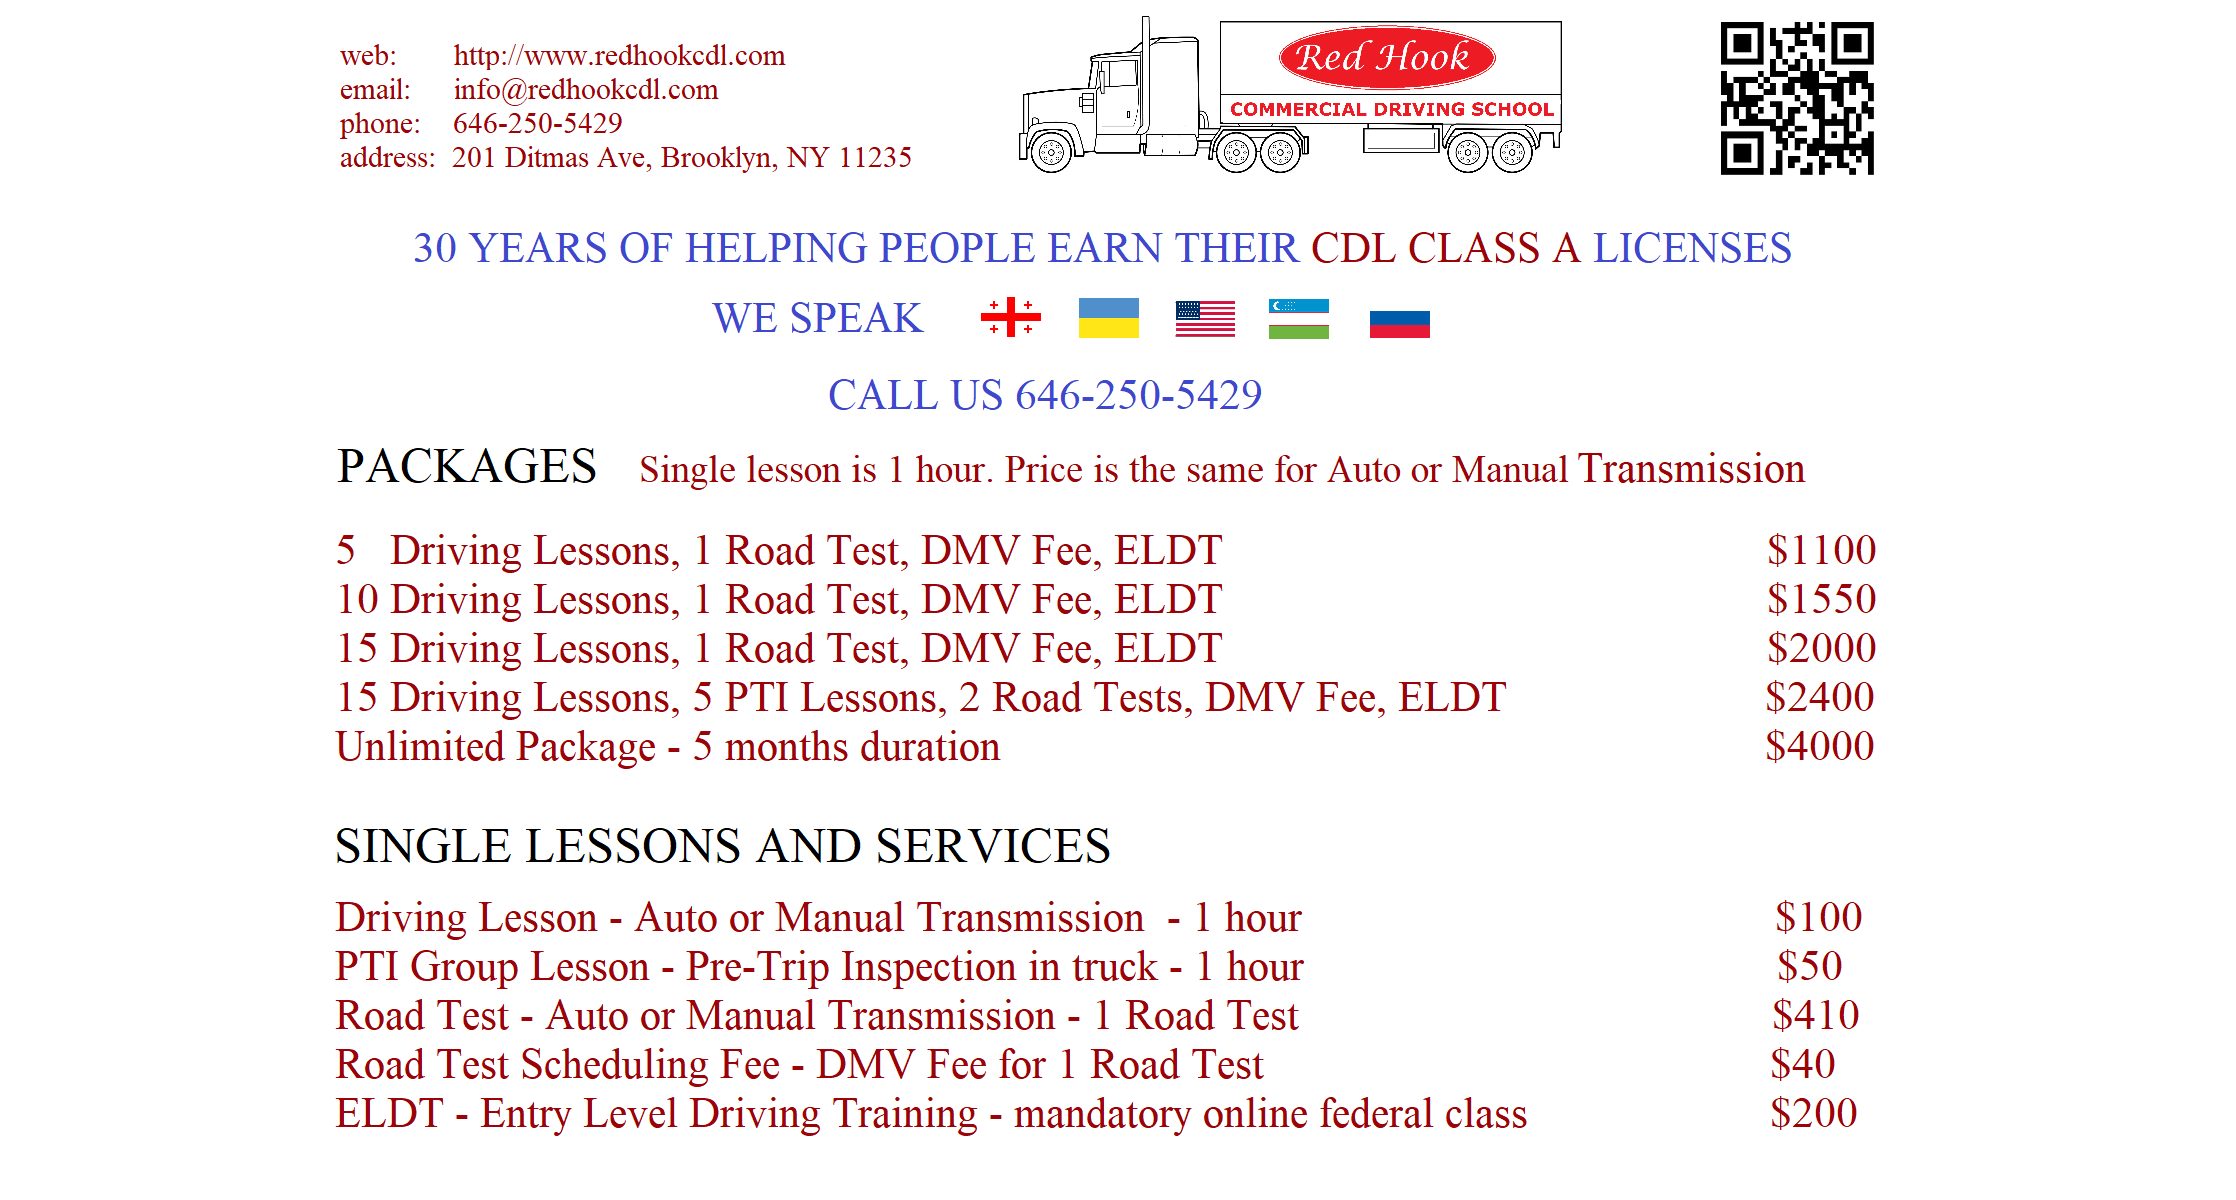 web: http://www.redhookcdl.com
email: info@redhookcdl.com
phone: 646-250-5429
address: 201 Ditmas Ave, Brooklyn, NY 11235
Red Hook
COMMERCIAL DRIVING SCHOOL
30 YEARS OF HELPING PEOPLE EARN THEIR CDL CLASS A LICENSES
WE SPEAK
CALL US 646-250-5429
PACKAGES Single lesson is 1 hour. Price is the same for Auto or Manual Transmission
5 Driving Lessons, 1 Road Test, DMV Fee, ELDT $1100
10 Driving Lessons, 1 Road Test, DMV Fee, ELDT $1550
15 Driving Lessons, 1 Road Test, DMV Fee, ELDT $2000
15 Driving Lessons, 5 PTI Lessons, 2 Road Tests, DMV Fee, ELDT $2400
Unlimited Package - 5 months duration $4000
SINGLE LESSONS AND SERVICES
Driving Lesson - Auto or Manual Transmission - 1 hour $100
PTI Group Lesson - Pre-Trip Inspection in truck - 1 hour $50
Road Test - Auto or Manual Transmission - 1 Road Test $410
Road Test Scheduling Fee - DMV Fee for 1 Road Test $40
ELDT - Entry Level Driving Training - mandatory online federal class $200